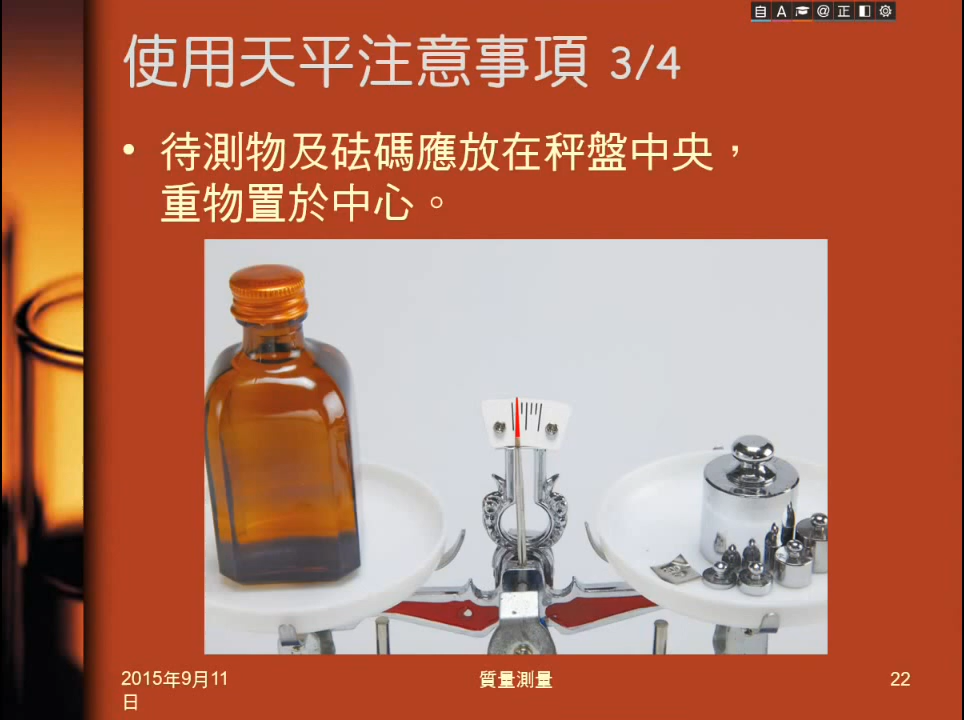 自 A @ 正
使用天平注意事項 3/4
• 待測物及砝碼應放在秤盤中央，
重物置於中心。
2015年9月11
日
質量測量
22